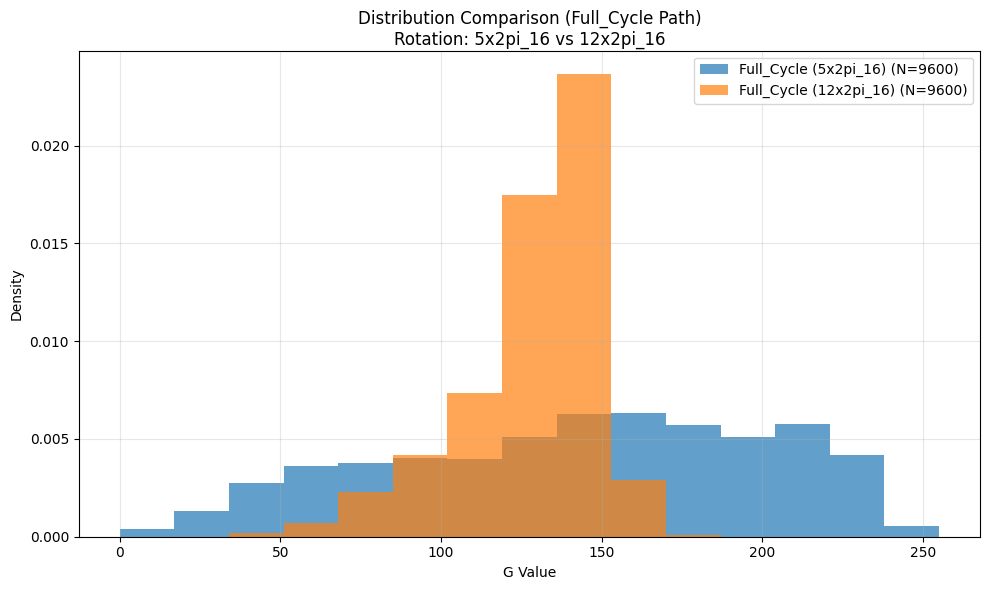 Distribution Comparison (Full_Cycle Path)
Rotation: 5x2pi_16 vs 12x2pi_16
Full_Cycle (5x2pi_16) (N=9600)
Full_Cycle (12x2pi_16) (N=9600)
Density
0.020
0.015
0.010
0.005
0.000
0 50 100 150 200 250
G Value